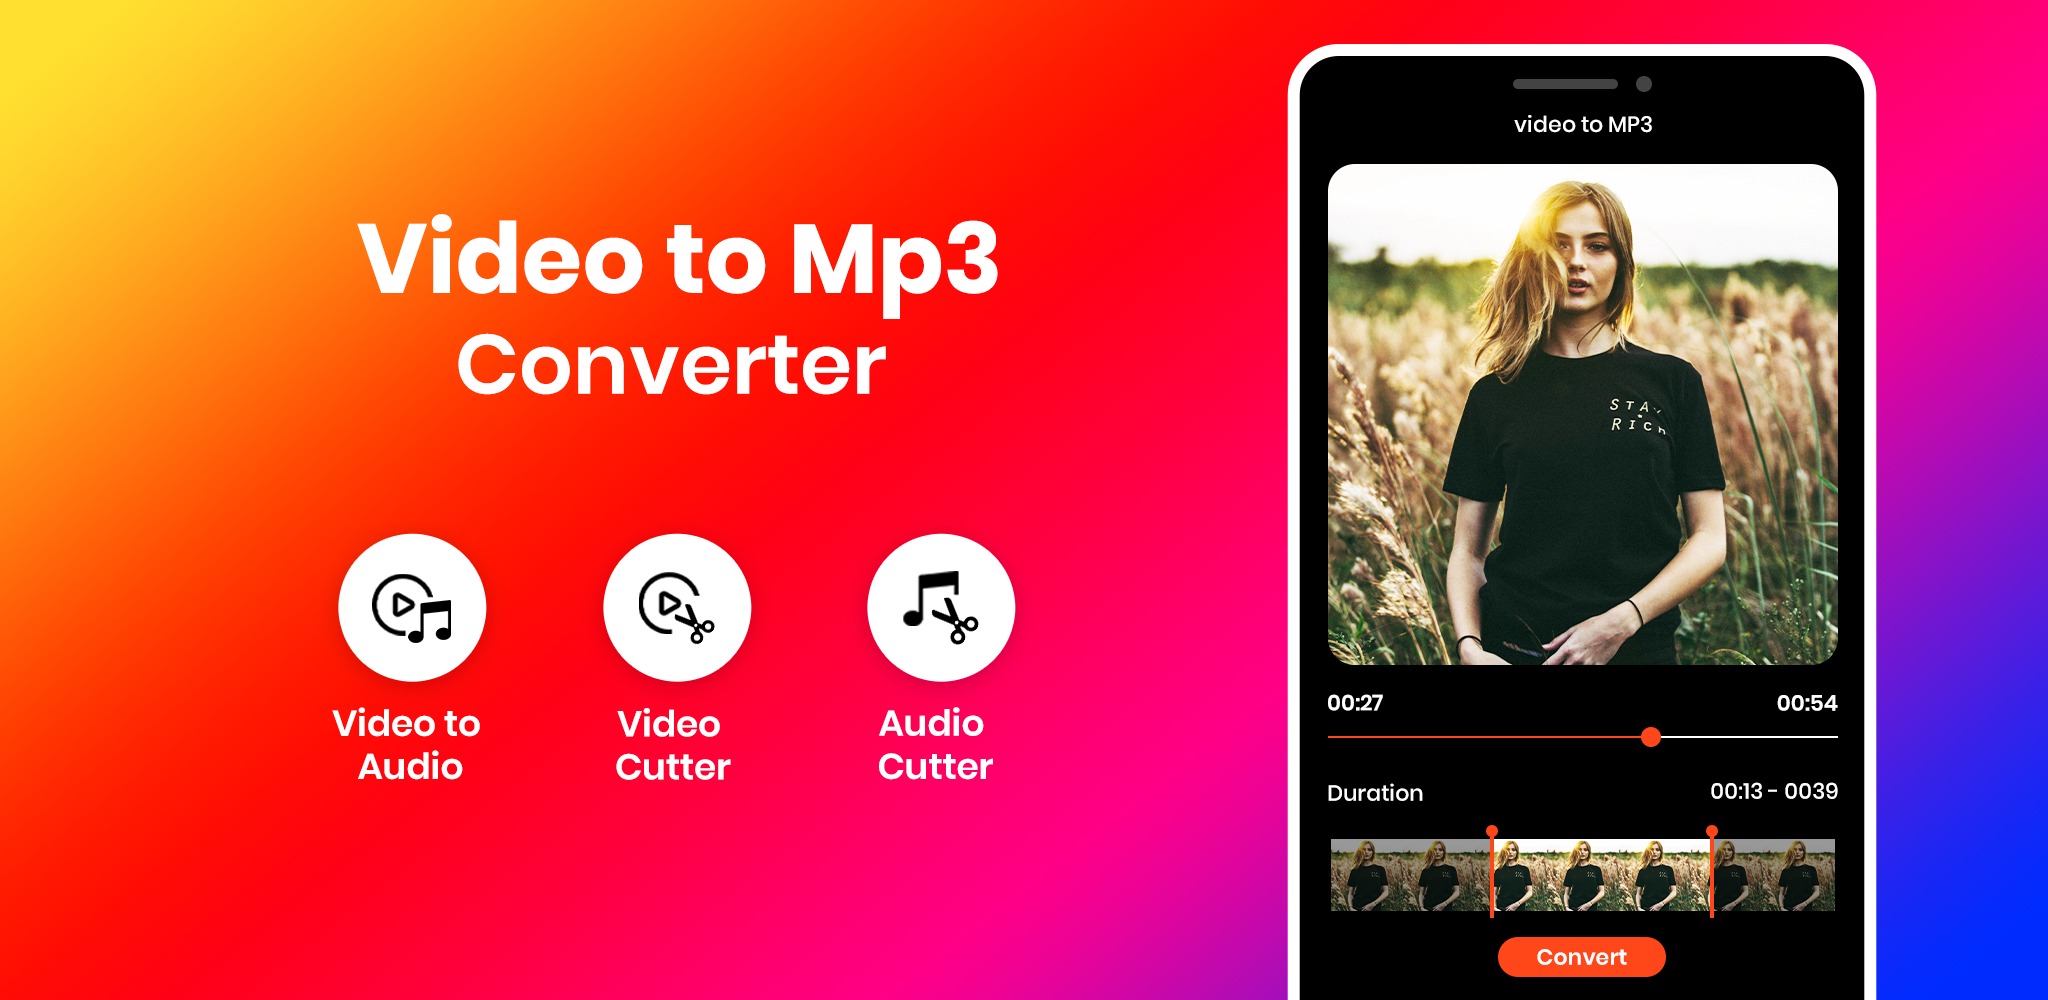 Video to Mp3
Converter
Video to
Audio
Video
Cutter
Audio
Cutter
video to MP3
STAY
RICH
00:27
00:54
Duration
00:13 - 0039
Convert